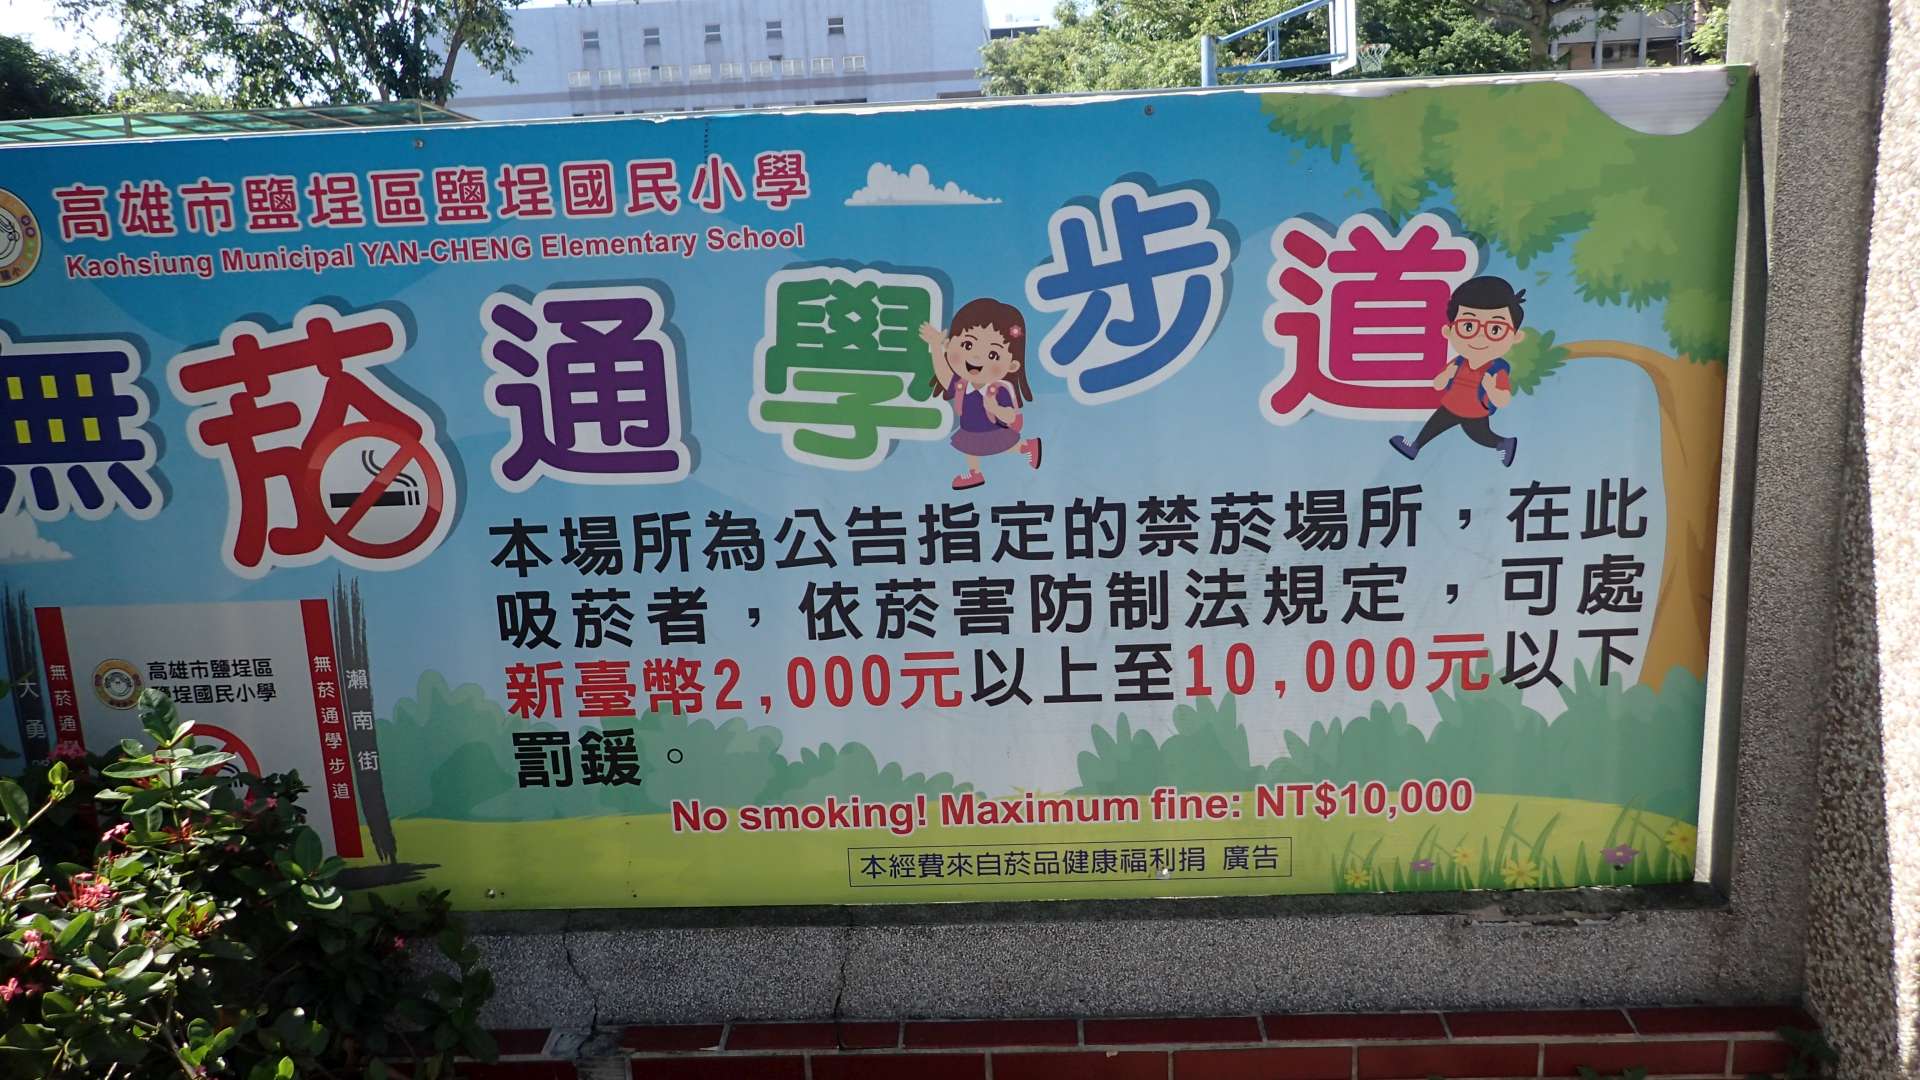 高雄市鹽埕區鹽埕國民小學
Kaohsiung Municipal YAN-CHENG Elementary School
無菸通學步道
本場所為公告指定的禁菸場所，在此
吸菸者，依菸害防制法規定，可處
新臺幣2,000元以上至10,000元以下
罰鍰。
No smoking! Maximum fine: NT$10,000
本經費來自菸品健康福利捐 廣告
大勇
無菸通學
高雄市鹽埕區
鹽埕國民小學
無菸通學步道
瀨南街